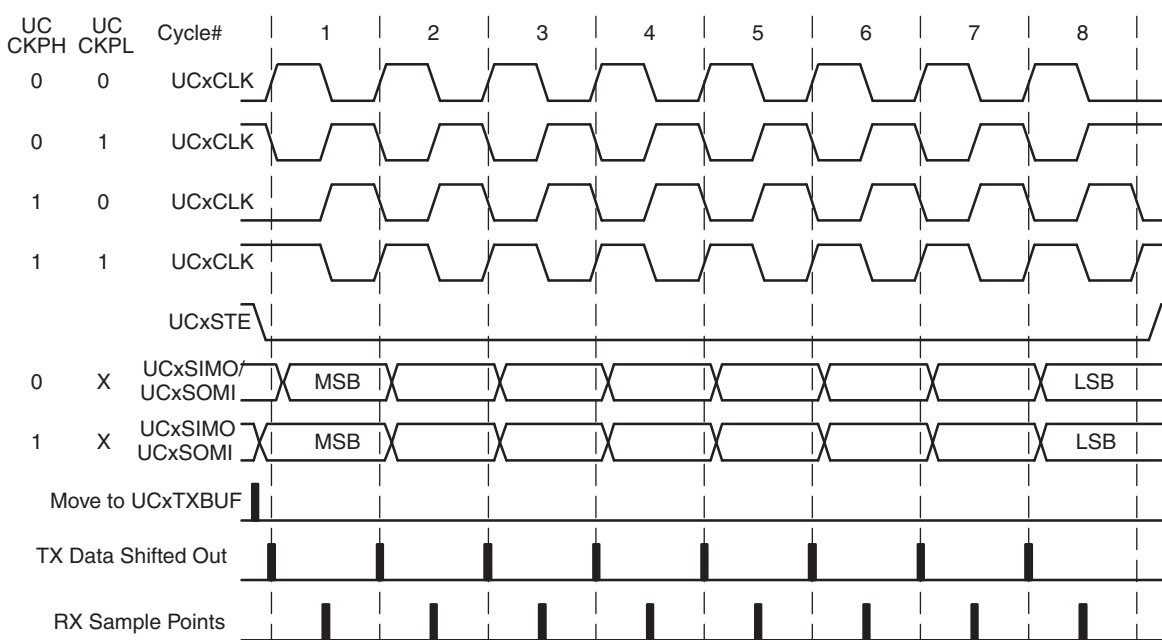 UC UC
CKPH CKPL Cycle# 1 2 3 4 5 6 7 8
0 0 UCxCLK
0 1 UCxCLK
1 0 UCxCLK
1 1 UCxCLK
UCxSTE
0 X UCxSIMO/
UCxSOMI MSB LSB
1 X UCxSIMO
UCxSOMI MSB LSB
Move to UCxTXBUF
TX Data Shifted Out
RX Sample Points